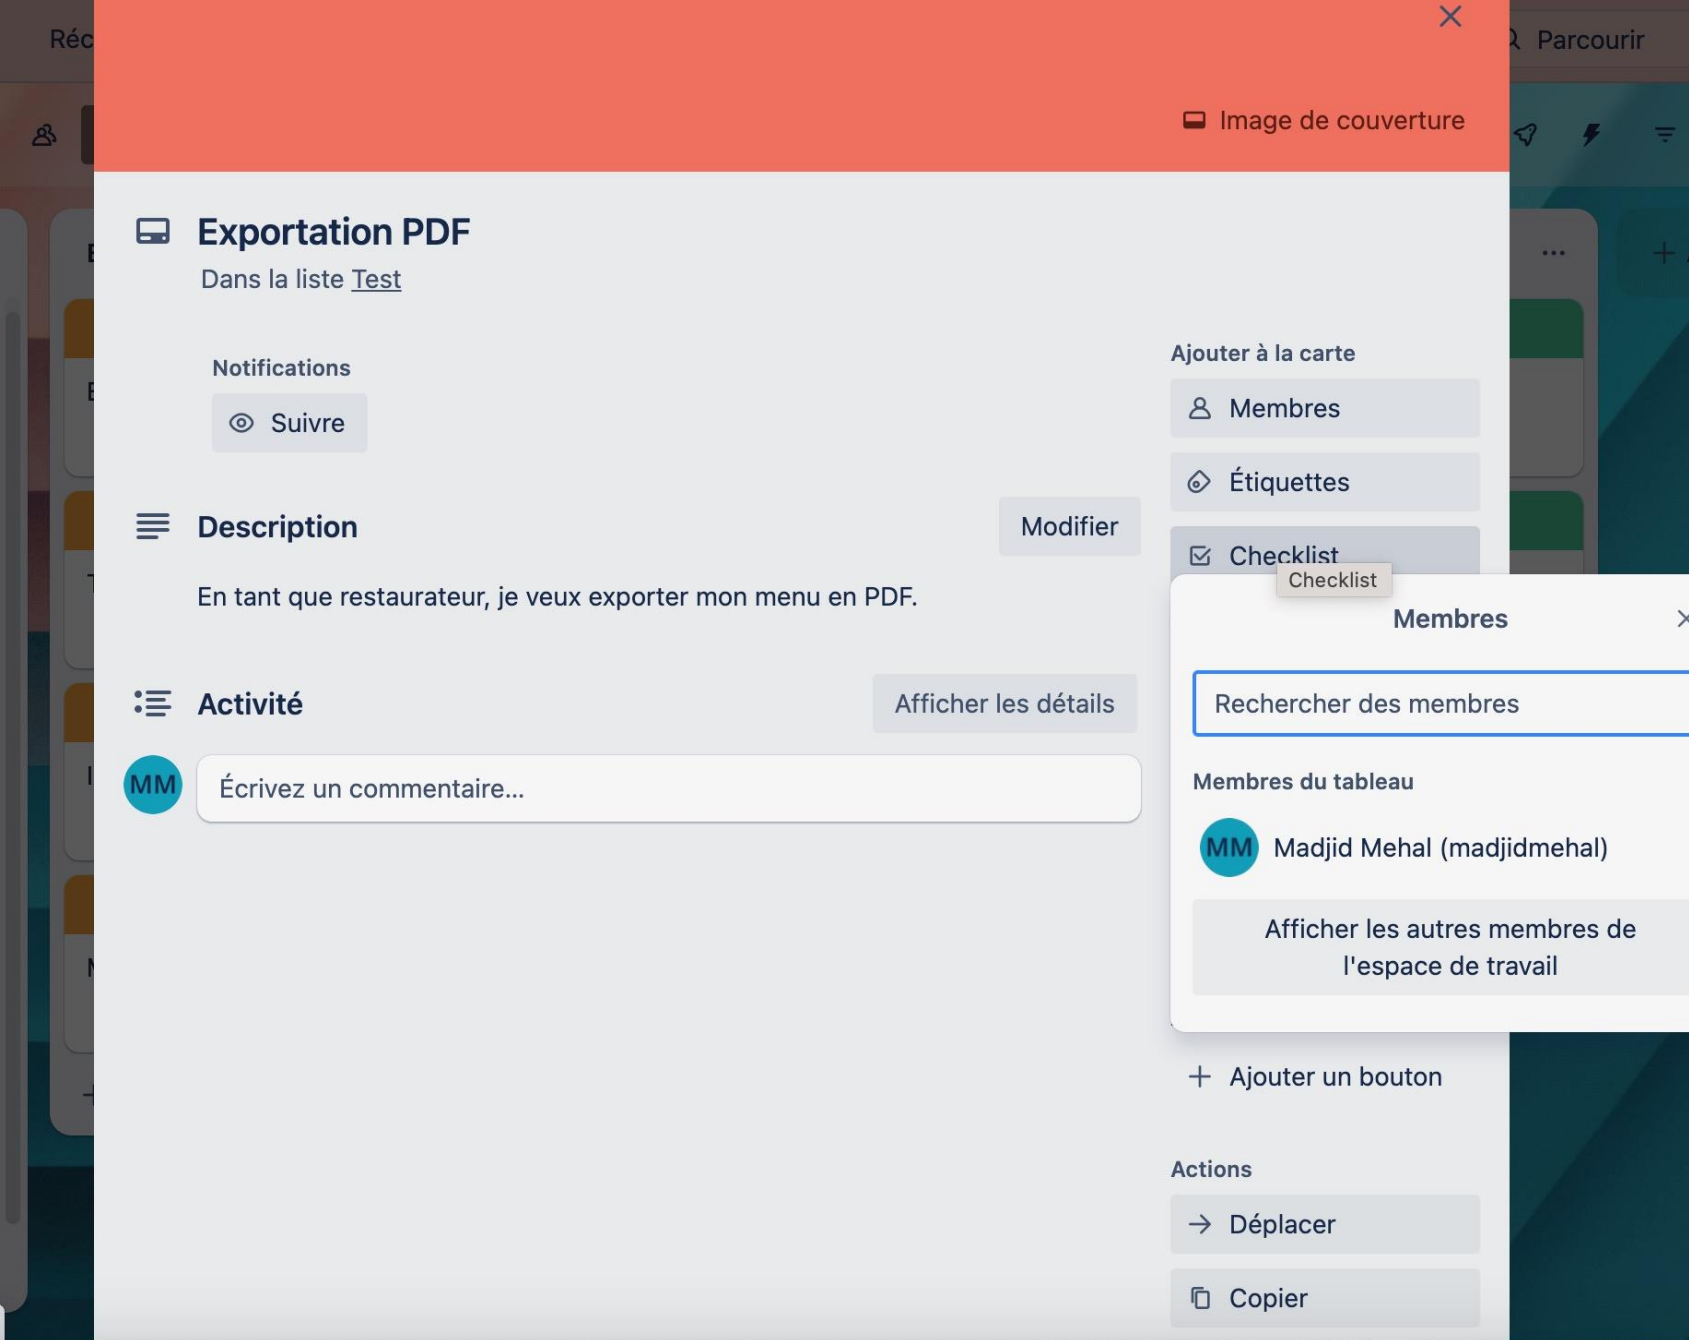 Parcourir
Image de couverture
Exportation PDF
Dans la liste Test
Notifications
Suivre
Description
Modifier
En tant que restaurateur, je veux exporter mon menu en PDF.
Activité
Afficher les détails
MM
Écrivez un commentaire...
Ajouter à la carte
Membres
Étiquettes
Checklist
Checklist
Membres
Rechercher des membres
Membres du tableau
MM
Madjid Mehal (madjidmehal)
Afficher les autres membres de
l'espace de travail
Ajouter un bouton
Actions
Déplacer
Copier